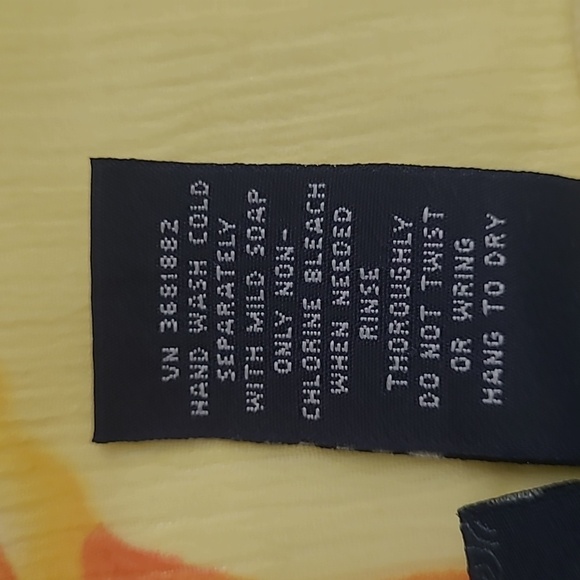 VN 3681882
HAND WASH COLD
SEPARATELY
WITH MILD SOAP
ONLY NON-
CHLORINE BLEACH
WHEN NEEDED
RINSE
THOROUGHLY
DO NOT TWIST
OR WRING
HANG TO DRY